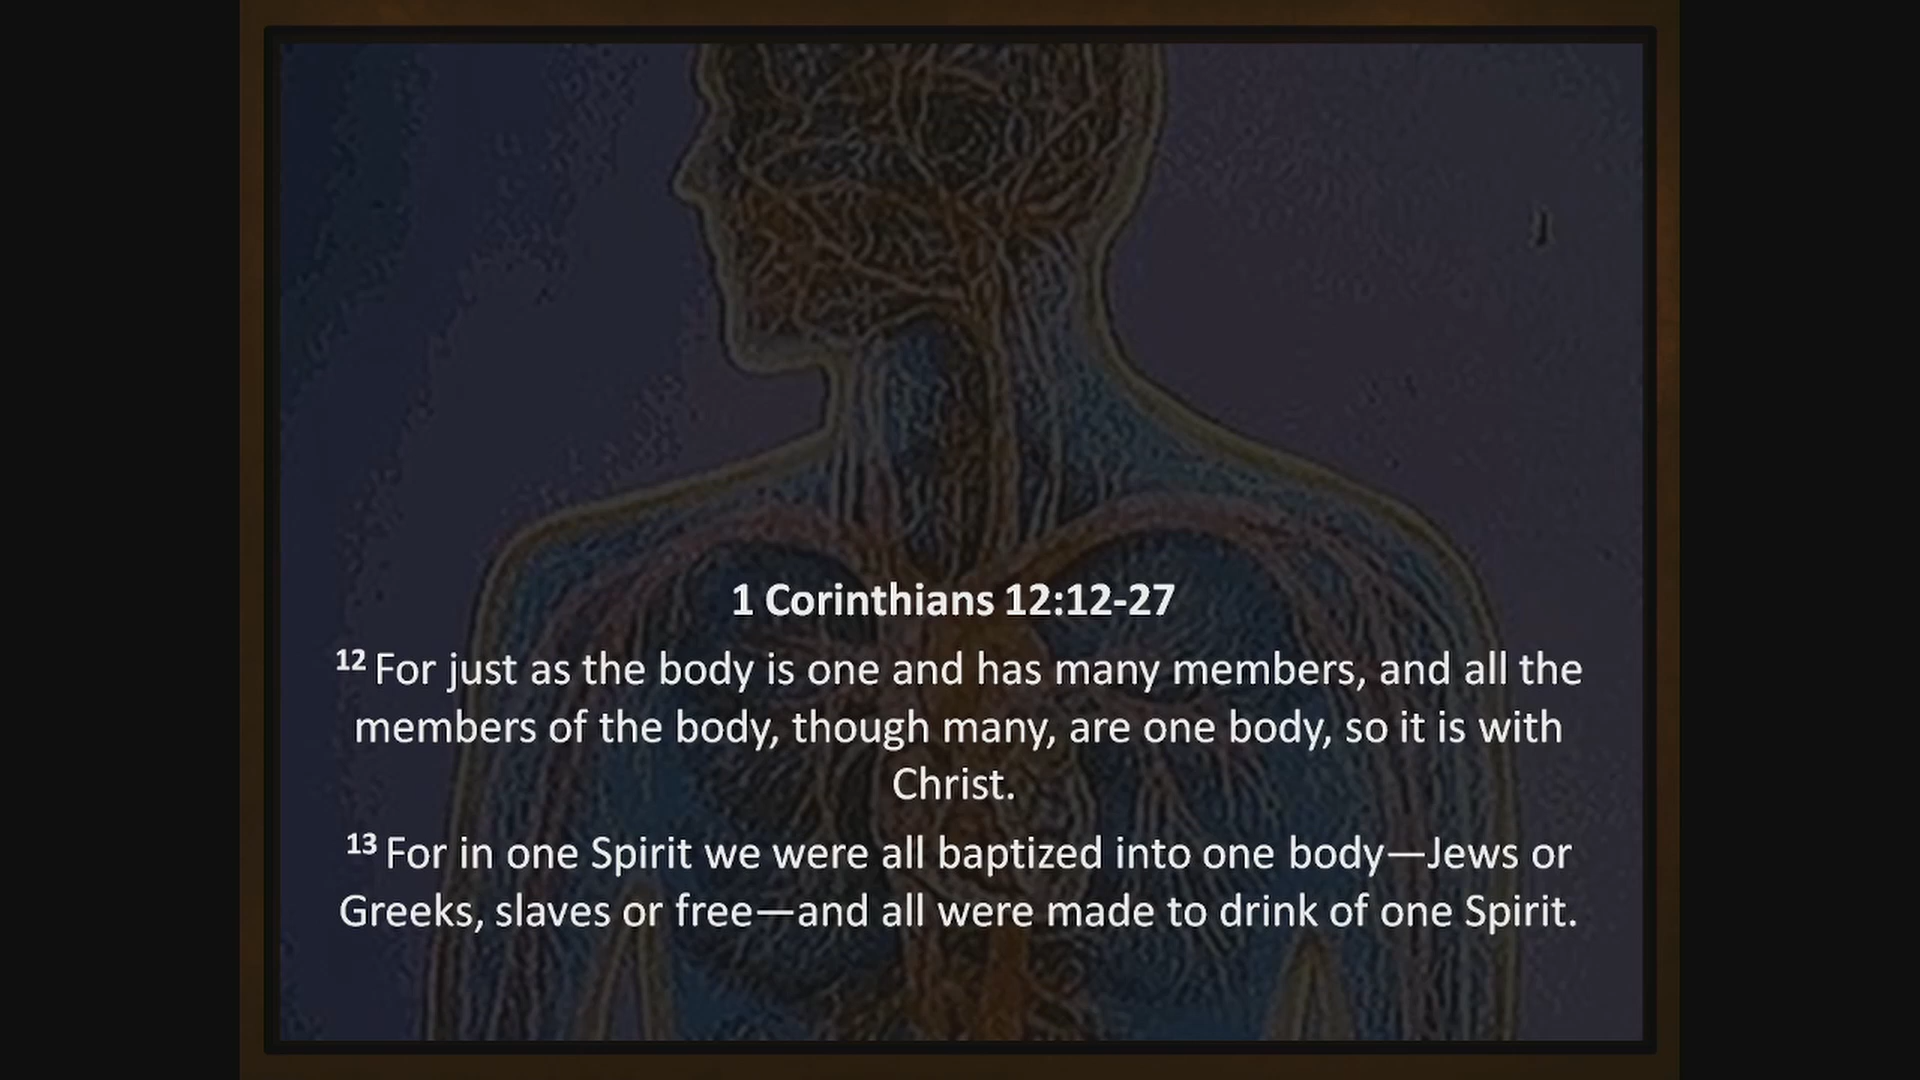 1 Corinthians 12:12-27
12 For just as the body is one and has many members, and all the
members of the body, though many, are one body, so it is with
Christ.
13 For in one Spirit we were all baptized into one body—Jews or
Greeks, slaves or free—and all were made to drink of one Spirit.